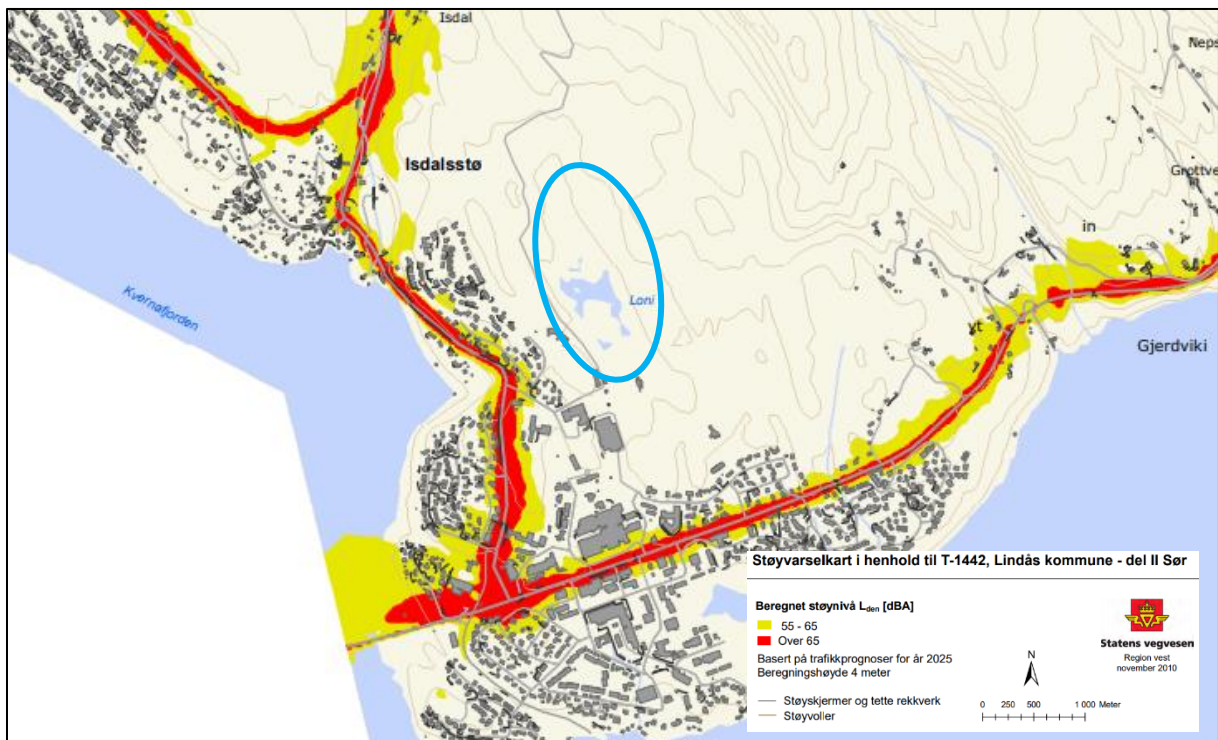 Isdal
Neps
Isdalsstø
Grottve
in
Kvernafjorden
Loni
yt
Gjerdviki
Støyvarselkart i henhold til T-1442, Lindås kommune - del II Sør
Beregnet støynivå Lden [dBA]
55 - 65
Over 65
Basert på trafikkprognoser for år 2025
Beregningshøyde 4 meter
Støyskjermer og tette rekkverk
Støyvoller
Statens vegvesen
Region vest
november 2010
N
0 250 500 1 000 Meter